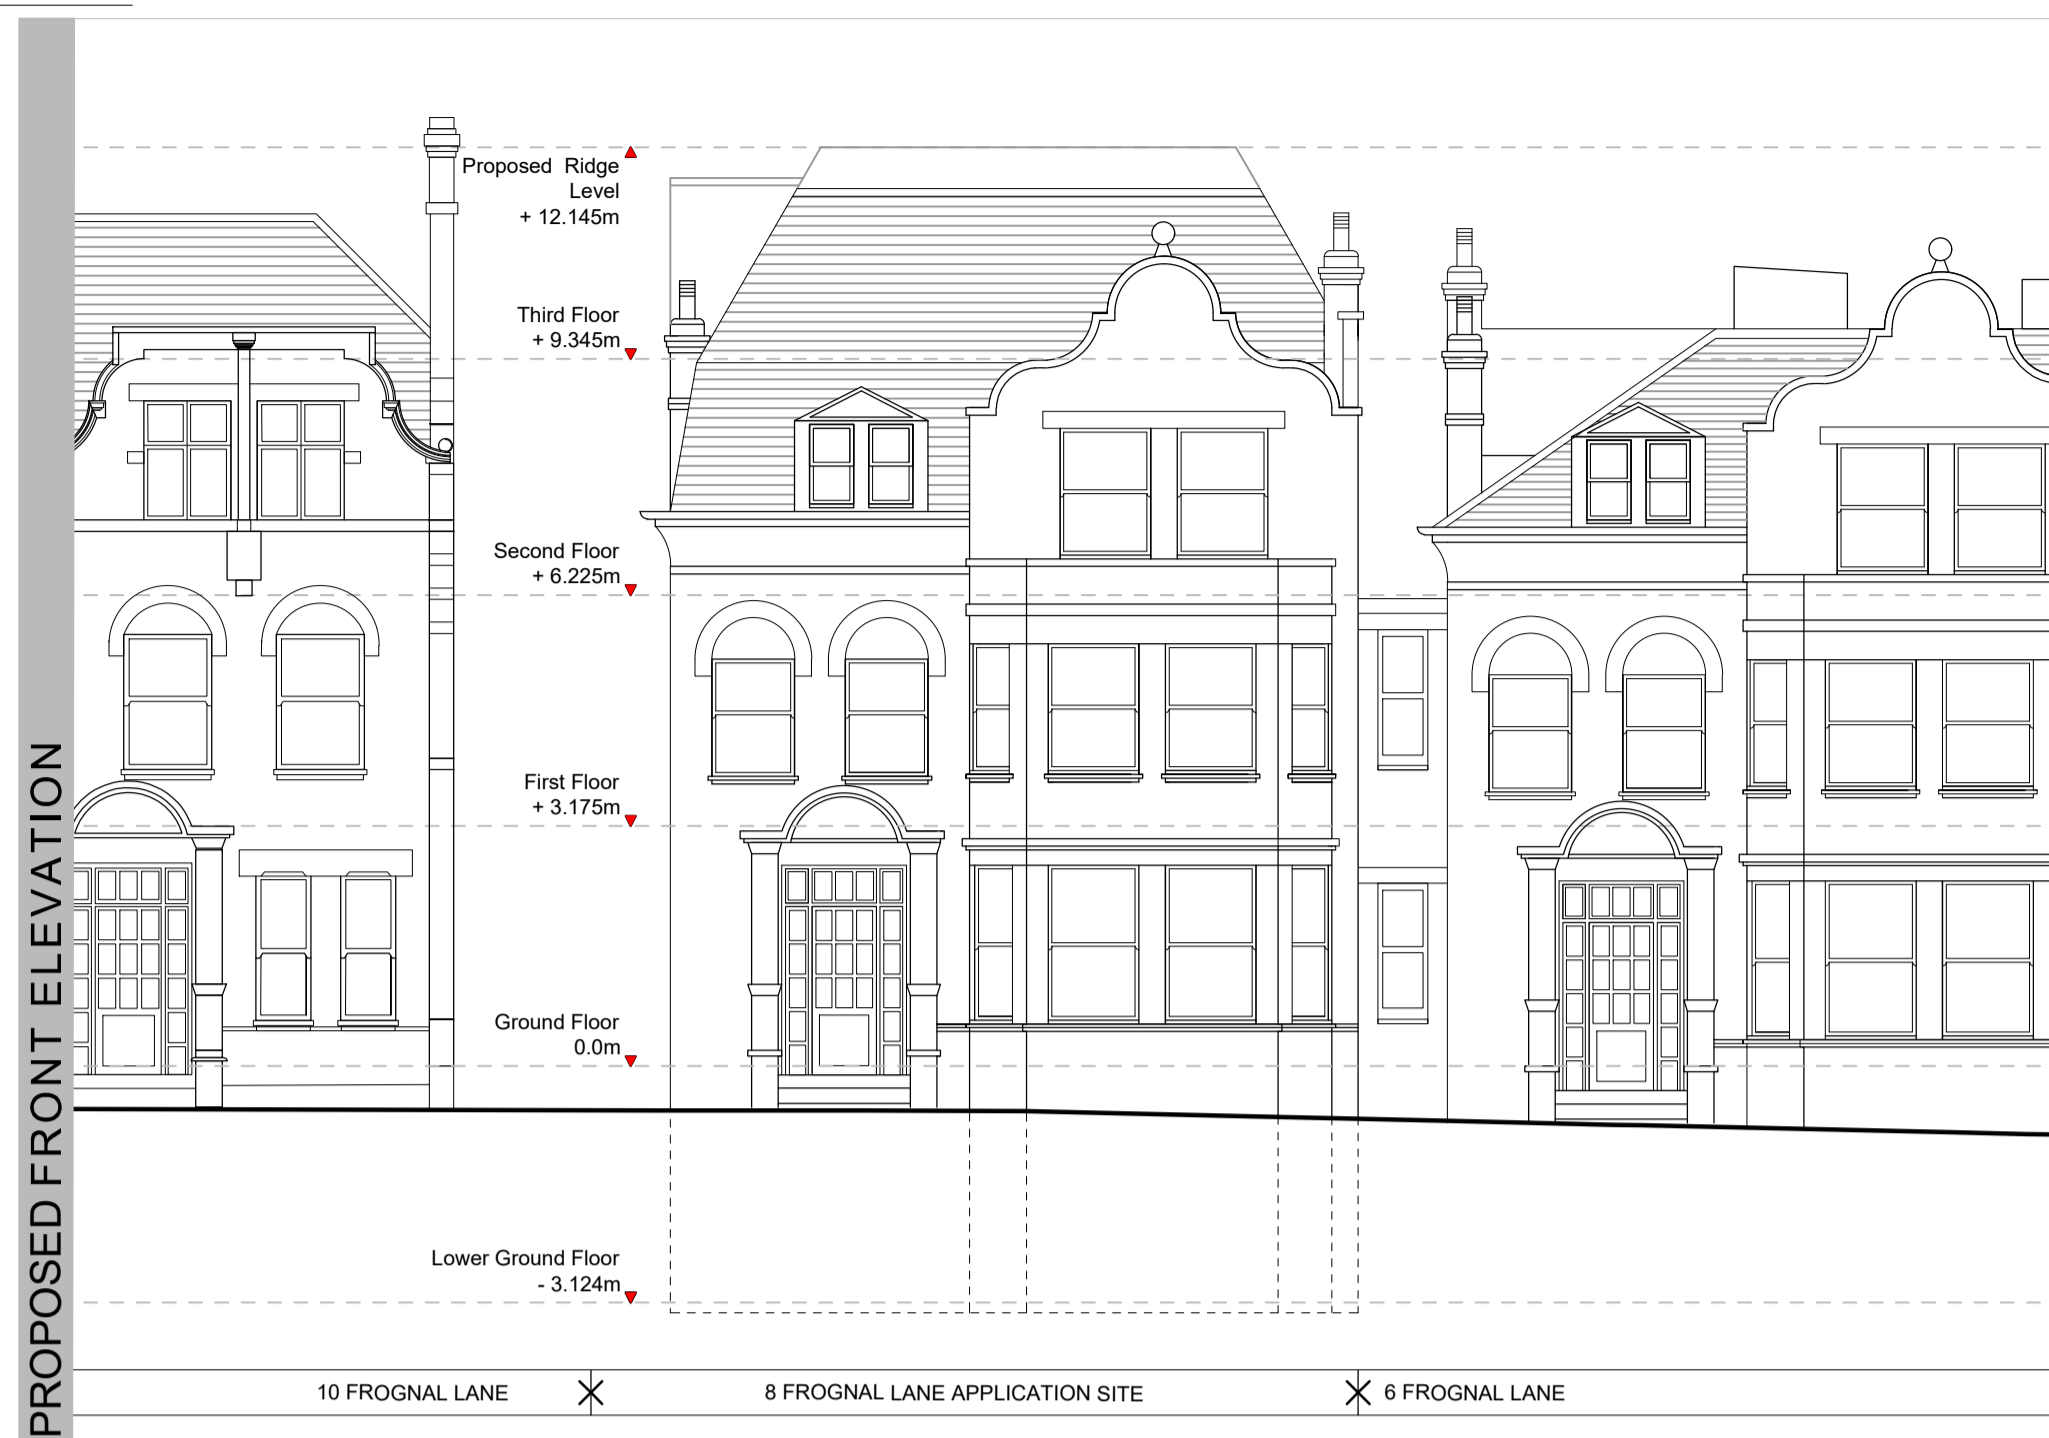 PROPOSED FRONT ELEVATION
Proposed Ridge
Level
+ 12.145m
Third Floor
+ 9.345m
Second Floor
+ 6.225m
First Floor
+ 3.175m
Ground Floor
0.0m
Lower Ground Floor
- 3.124m
10 FROGNAL LANE
8 FROGNAL LANE APPLICATION SITE
6 FROGNAL LANE